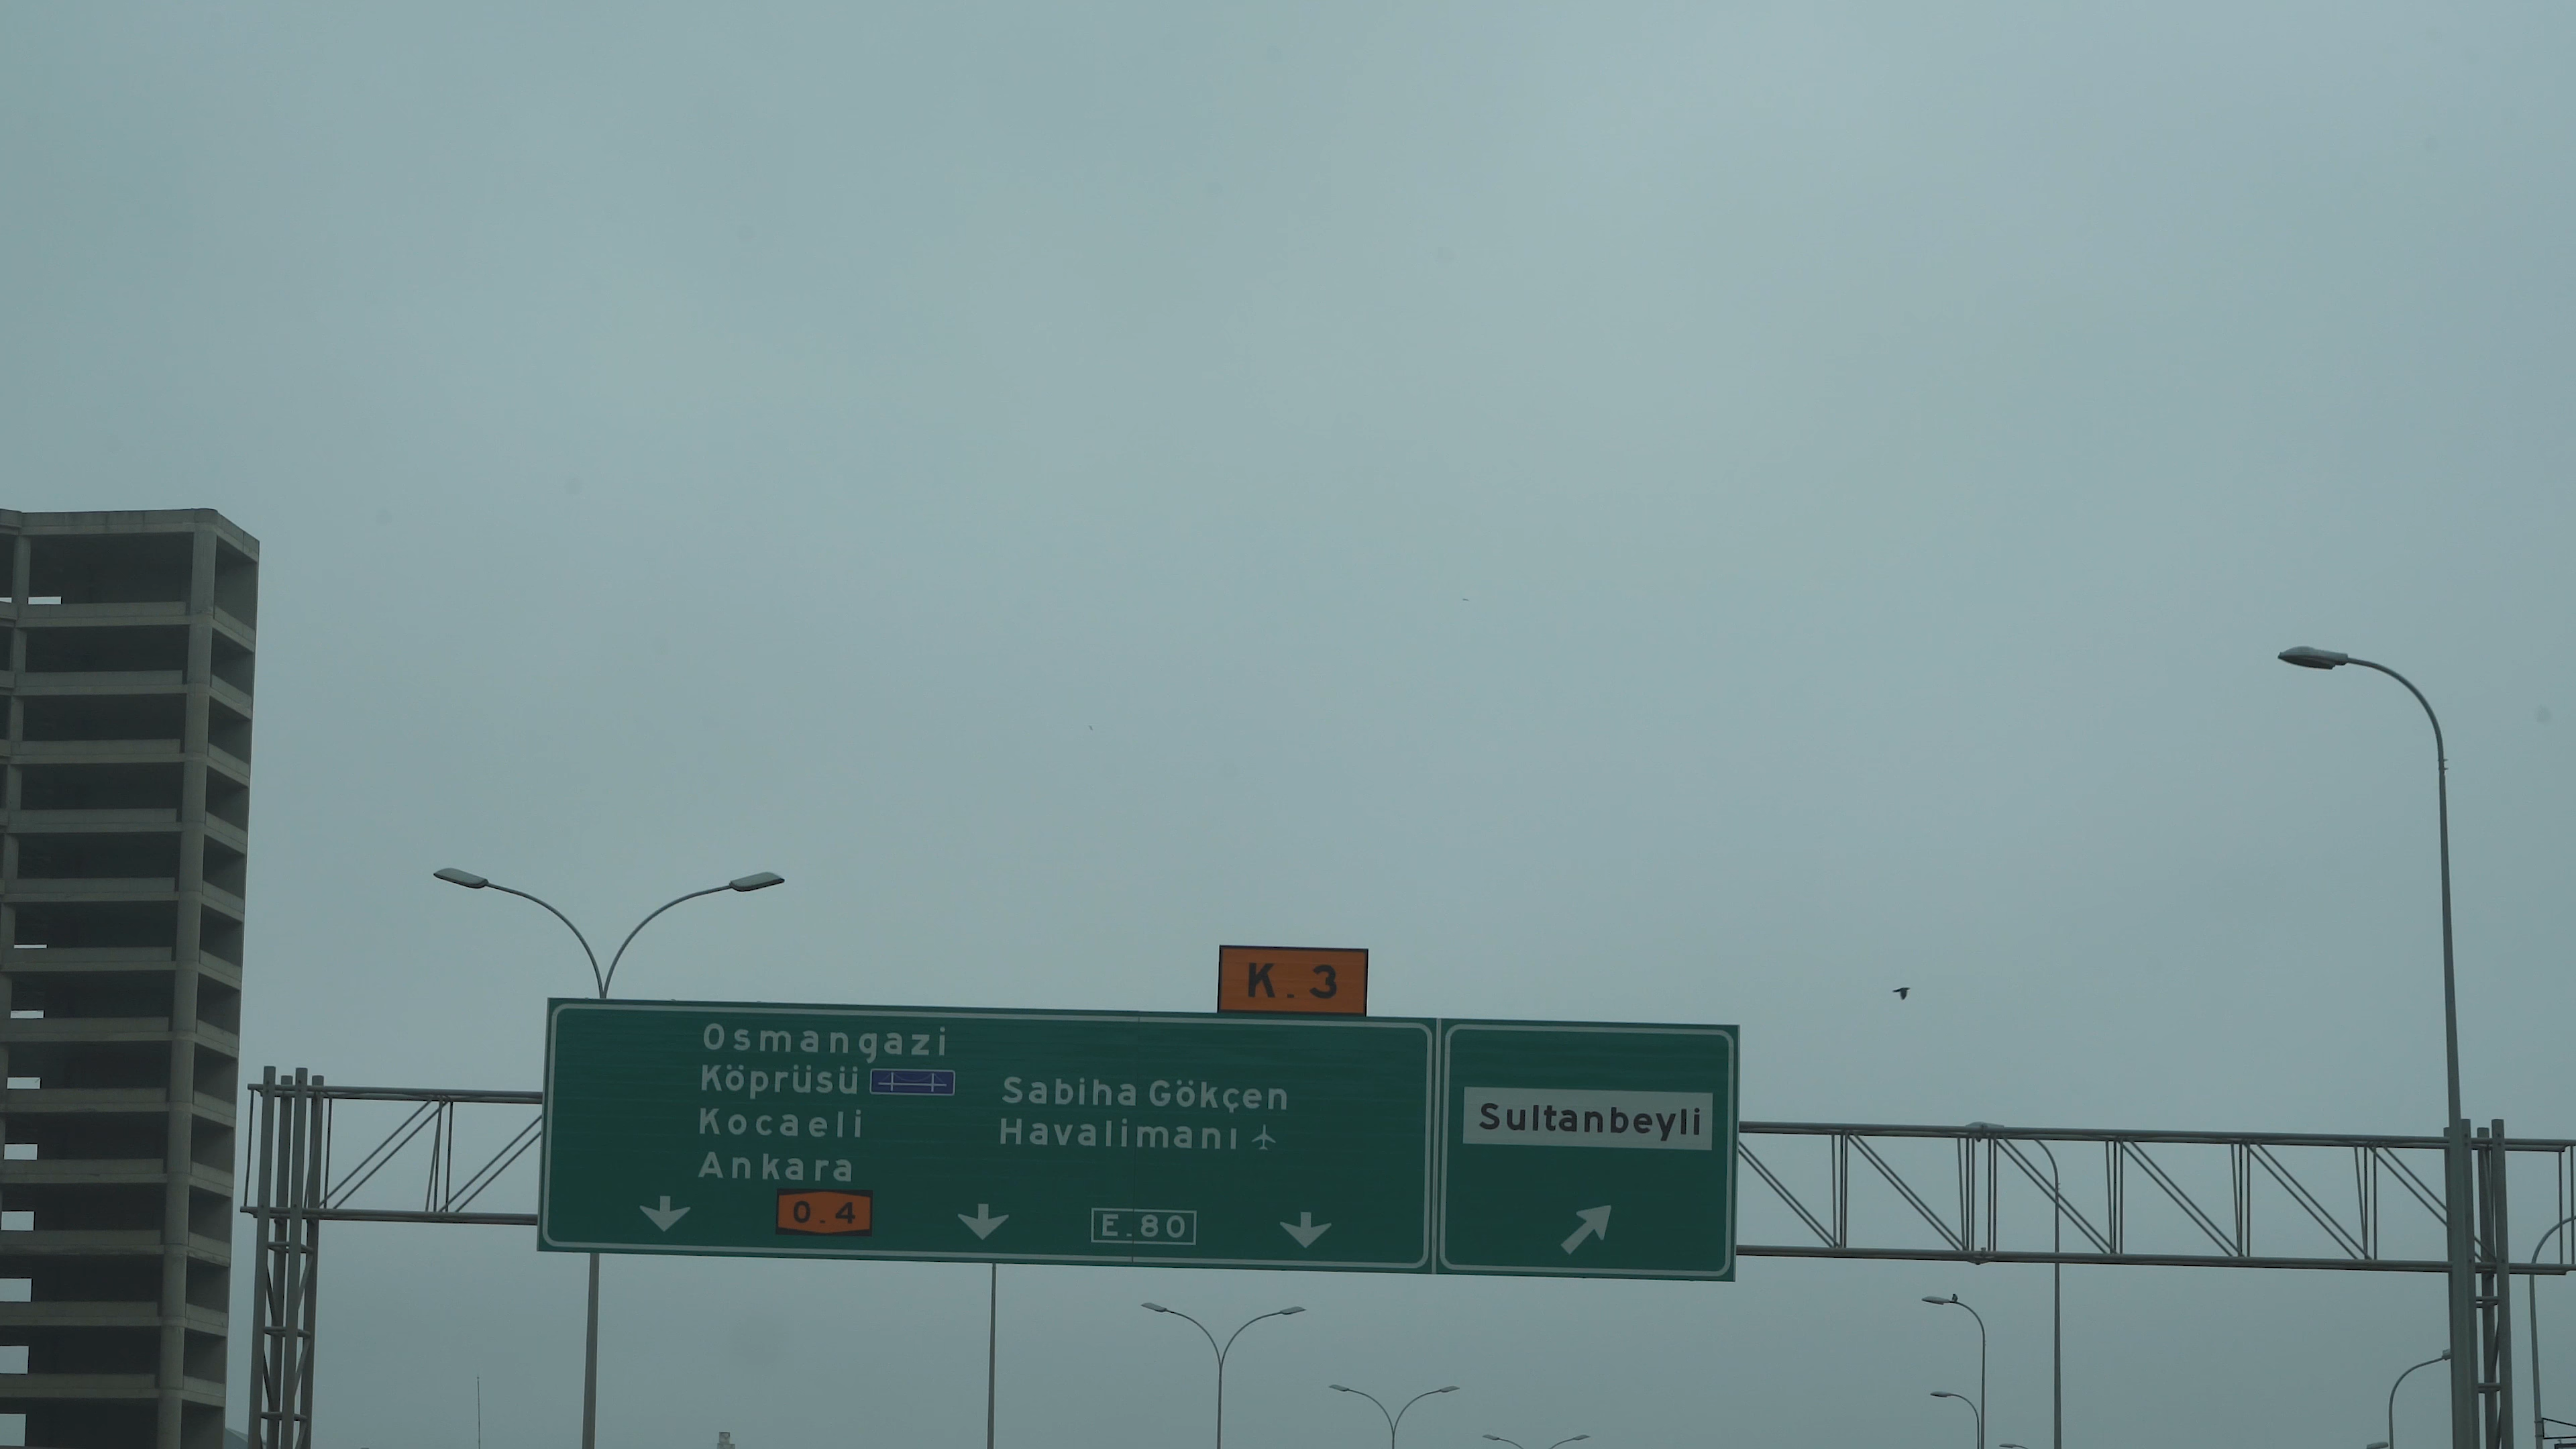 K.3
Osmangazi
Köprüsü
Kocaeli
Ankara
0.4
Sabiha Gökçen
Havalimanı
E.80
Sultanbeyli